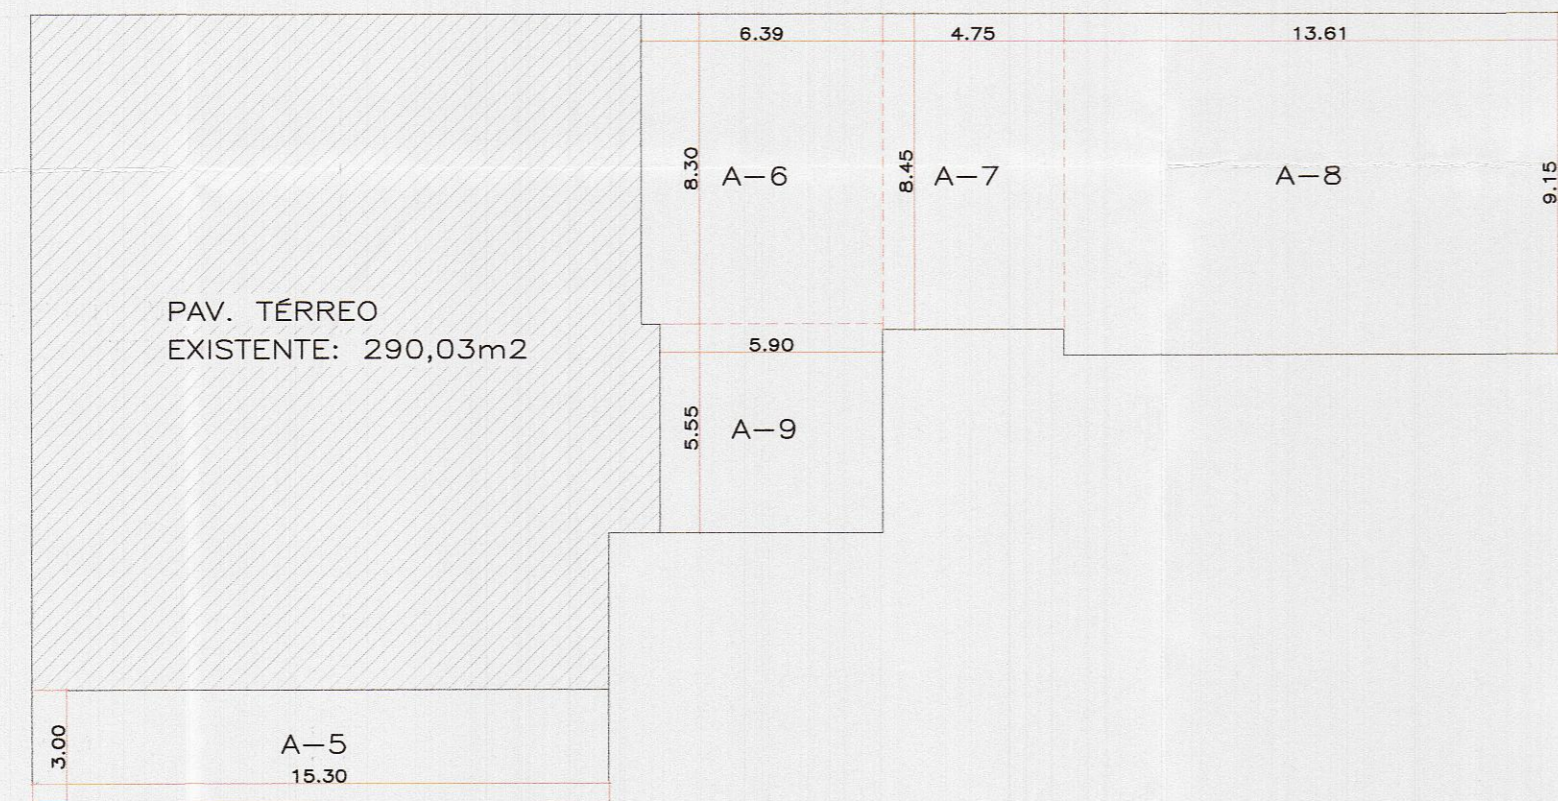 6.39
4.75
13.61
8.30
A-6
8.45
A-7
A-8
9.15
PAV. TÉRREO
EXISTENTE: 290,03m2
5.90
5.55
A-9
3.00
A-5
15.30